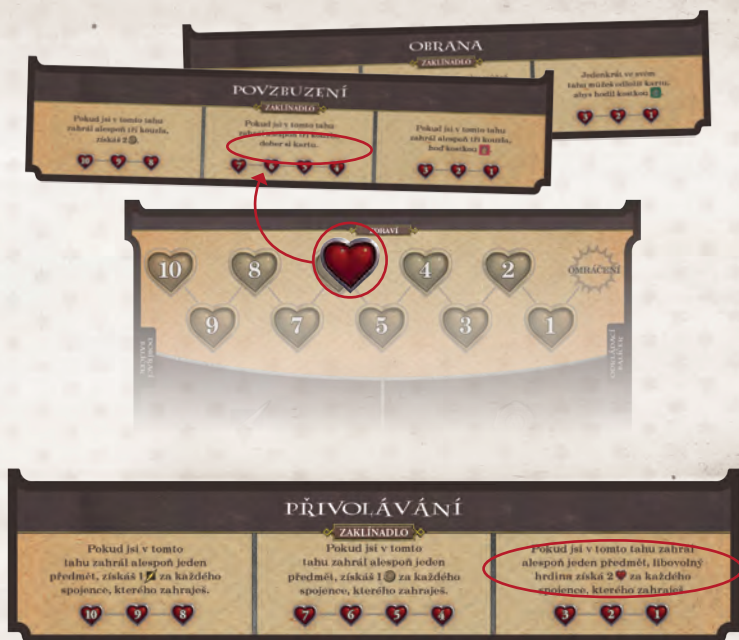 OBRANA
ZAKLÍNADLO
Jedenkrát ve svém
tahu můžeš odložit kartu,
abys hodil kostkou
3 2 1
POVZBUZENÍ
ZAKLÍNADLO
Pokud jsi v tomto tahu
zahrál alespoň tři kouzla,
získáš 2
10 9 8
Pokud jsi v tomto tahu
zahrál alespoň tři kouzla,
dober si kartu.
7 6 5 4
Pokud jsi v tomto tahu
zahrál alespoň tři kouzla,
hoď kostkou
3 2 1
ZDRAVÍ
10 8 4 2 OMRÁČENÍ
9 7 5 3 1
DOBÍRACÍ
BALÍČEK
ODKLÁDACÍ
BALÍČEK
PŘIVOLÁVÁNÍ
ZAKLÍNADLO
Pokud jsi v tomto
tahu zahrál alespoň jeden
předmět, získáš 1 za každého
spojence, kterého zahraješ.
10 9 8
Pokud jsi v tomto
tahu zahrál alespoň jeden
předmět, získáš 1 za každého
spojence, kterého zahraješ.
7 6 5 4
Pokud jsi v tomto tahu zahrál
alespoň jeden předmět, libovolný
hrdina získá 2 za každého
spojence, kterého zahraješ.
3 2 1